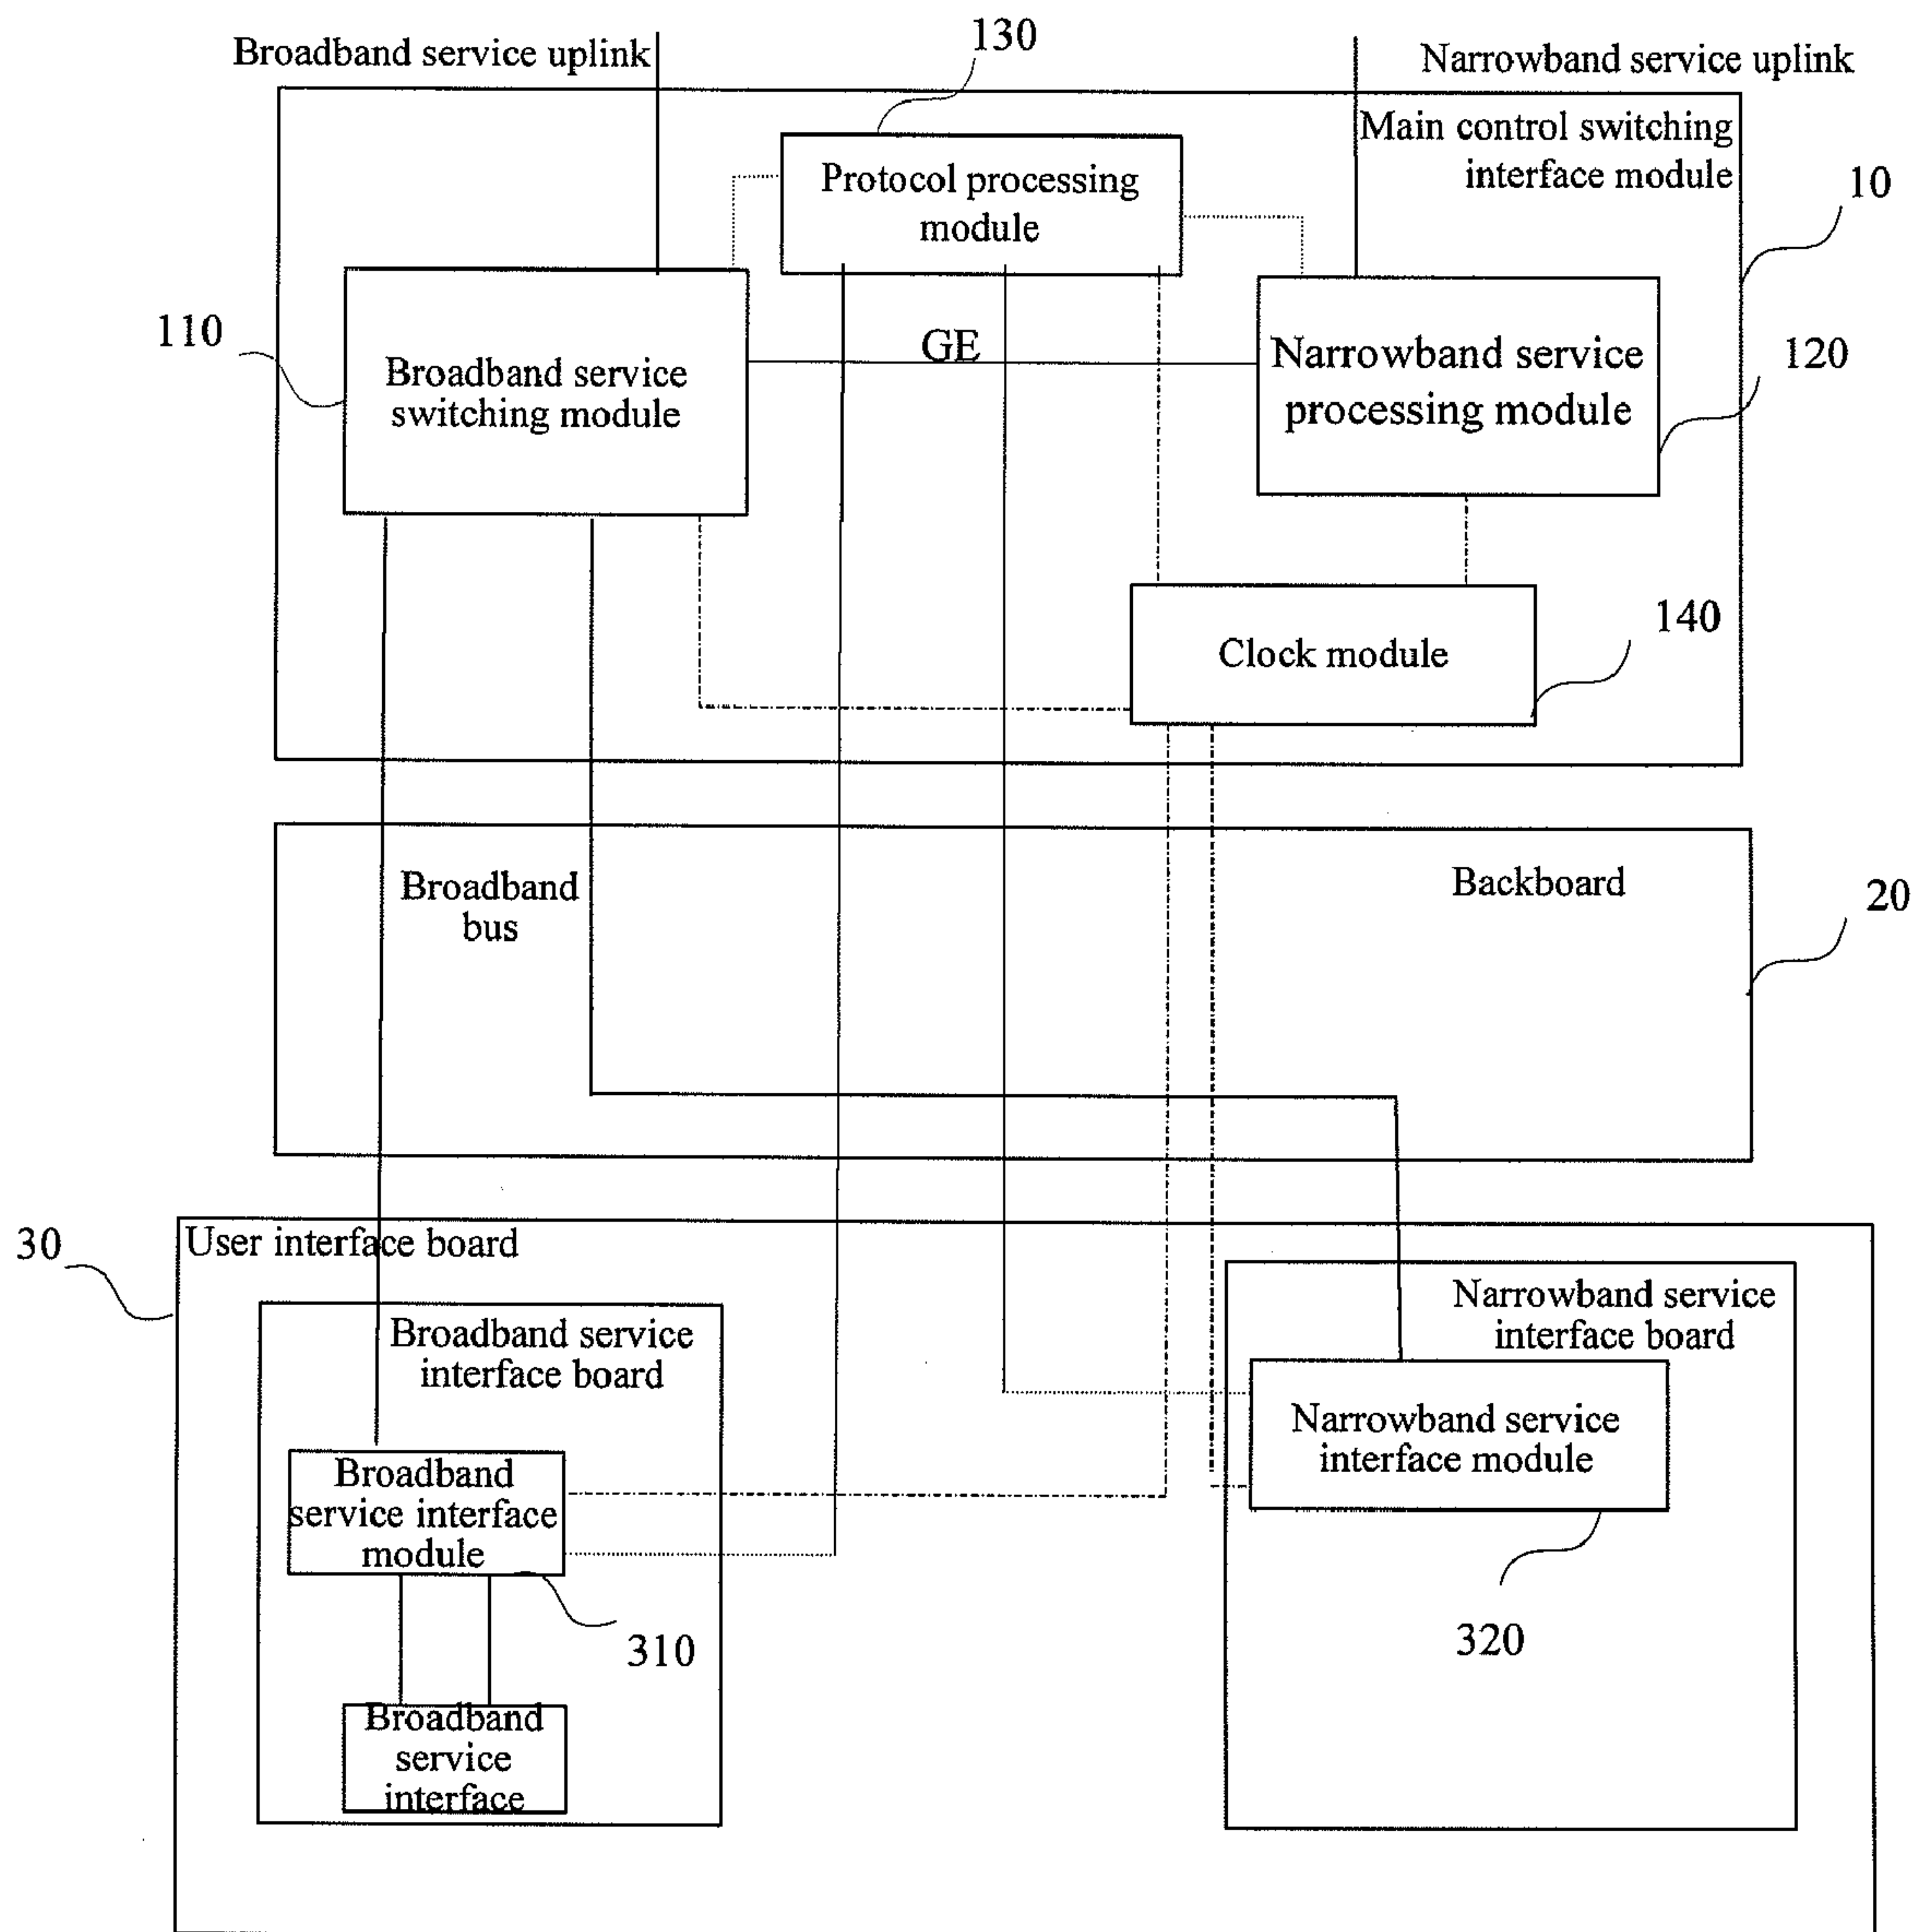 130
Broadband service uplink
Narrowband service uplink
Main control switching
interface module
10
Protocol processing
module
110
GE
Broadband service
switching module
Narrowband service
processing module
120
140
Clock module
Broadband
bus
Backboard
20
30
User interface board
Broadband service
interface board
Narrowband service
interface board
Narrowband service
interface module
Broadband
service interface
module
310
320
Broadband
service
interface